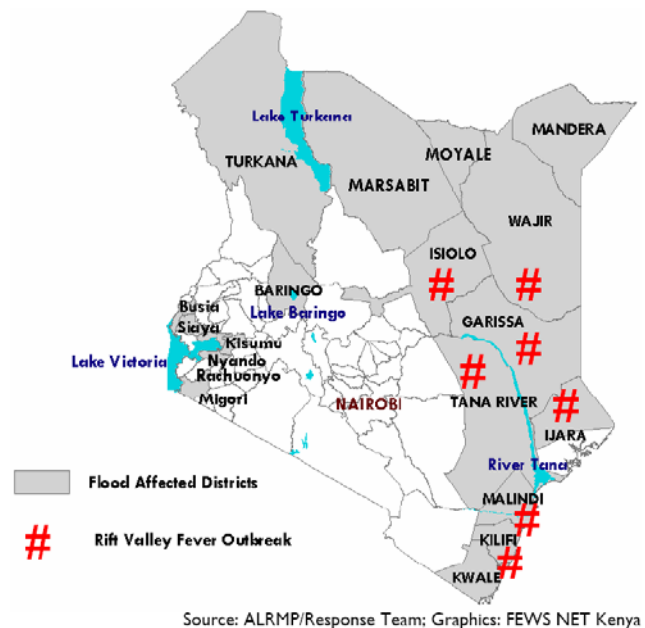 Lake Turkana
MANDERA
MOYALE
TURKANA
MARSABIT
WAJIR
ISIOLO
#
#
BARINGO
Busia
Lake Baringo
Siaya
GARISSA
Kisumu
#
Lake Victoria
Nyando
#
Rachuonyo
Migori
NAIROBI
TANA RIVER
#
IJARA
River Tana
Flood Affected Districts
MALINDI
#
# Rift Valley Fever Outbreak
KILIFI
#
KWALE
Source: ALRMP/Response Team; Graphics: FEWS NET Kenya